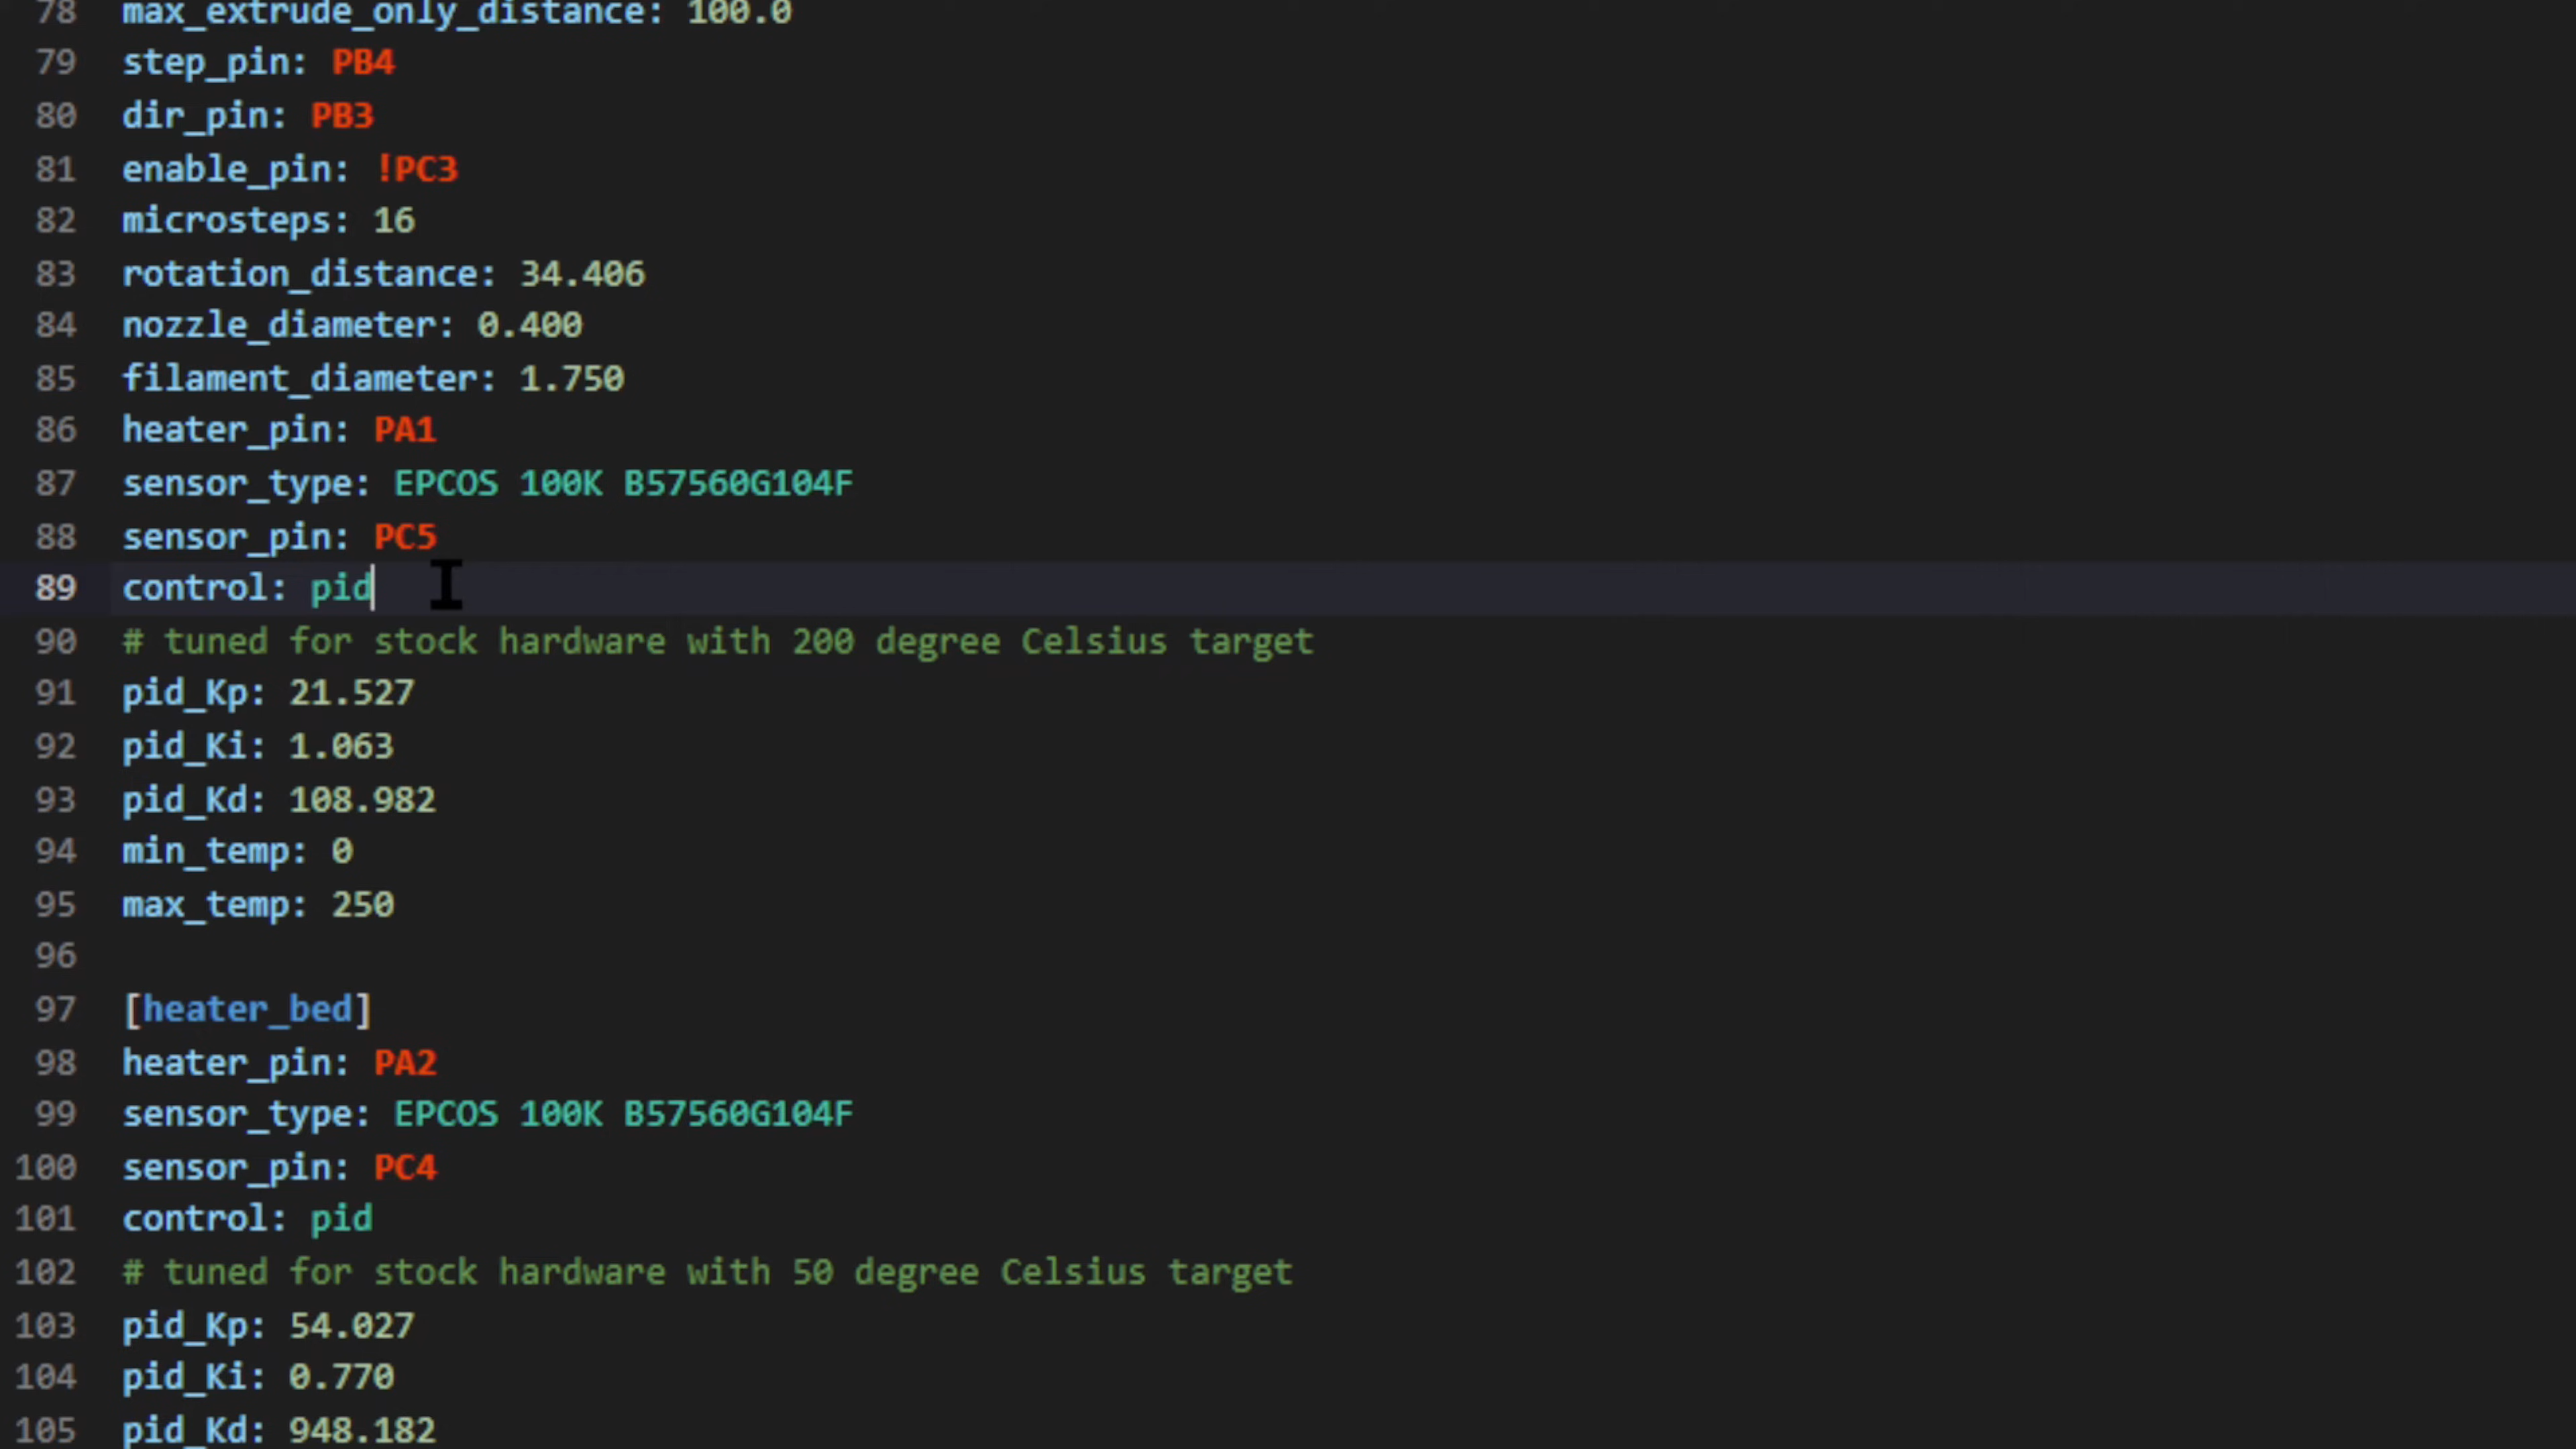 78 max_extrude_only_distance: 100.0
79 step_pin: PB4
80 dir_pin: PB3
81 enable_pin: !PC3
82 microsteps: 16
83 rotation_distance: 34.406
84 nozzle_diameter: 0.400
85 filament_diameter: 1.750
86 heater_pin: PA1
87 sensor_type: EPCOS 100K B57560G104F
88 sensor_pin: PC5
89 control: pid
90 # tuned for stock hardware with 200 degree Celsius target
91 pid_Kp: 21.527
92 pid_Ki: 1.063
93 pid_Kd: 108.982
94 min_temp: 0
95 max_temp: 250
96
97 [heater_bed]
98 heater_pin: PA2
99 sensor_type: EPCOS 100K B57560G104F
100 sensor_pin: PC4
101 control: pid
102 # tuned for stock hardware with 50 degree Celsius target
103 pid_Kp: 54.027
104 pid_Ki: 0.770
105 pid_Kd: 948.182